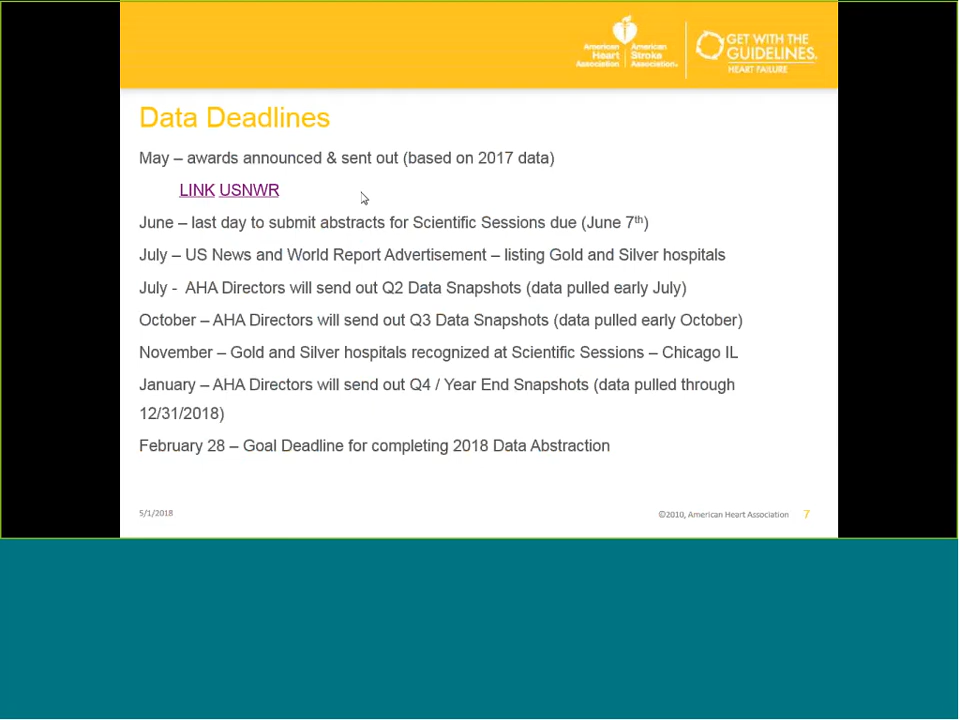 American Heart Association
American Stroke Association®
GET WITH THE
GUIDELINES®
HEART FAILURE
Data Deadlines
May – awards announced & sent out (based on 2017 data)
LINK USNWR
June – last day to submit abstracts for Scientific Sessions due (June 7th)
July – US News and World Report Advertisement – listing Gold and Silver hospitals
July - AHA Directors will send out Q2 Data Snapshots (data pulled early July)
October – AHA Directors will send out Q3 Data Snapshots (data pulled early October)
November – Gold and Silver hospitals recognized at Scientific Sessions – Chicago IL
January – AHA Directors will send out Q4 / Year End Snapshots (data pulled through
12/31/2018)
February 28 – Goal Deadline for completing 2018 Data Abstraction
5/1/2018
©2010, American Heart Association 7